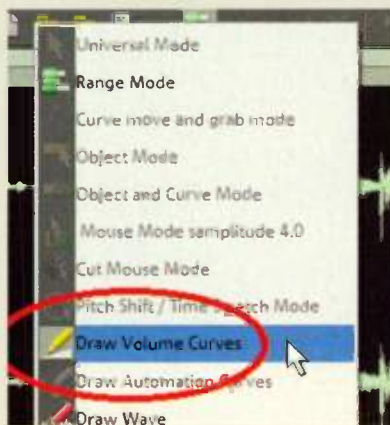 Universal Mode
Range Mode
Curve move and grab mode
Object Mode
Object and Curve Mode
Mouse Mode samplitude 4.0
Cut Mouse Mode
Pitch Shift / Time Stretch Mode
Draw Volume Curves
Draw Automation Curves
Draw Wave